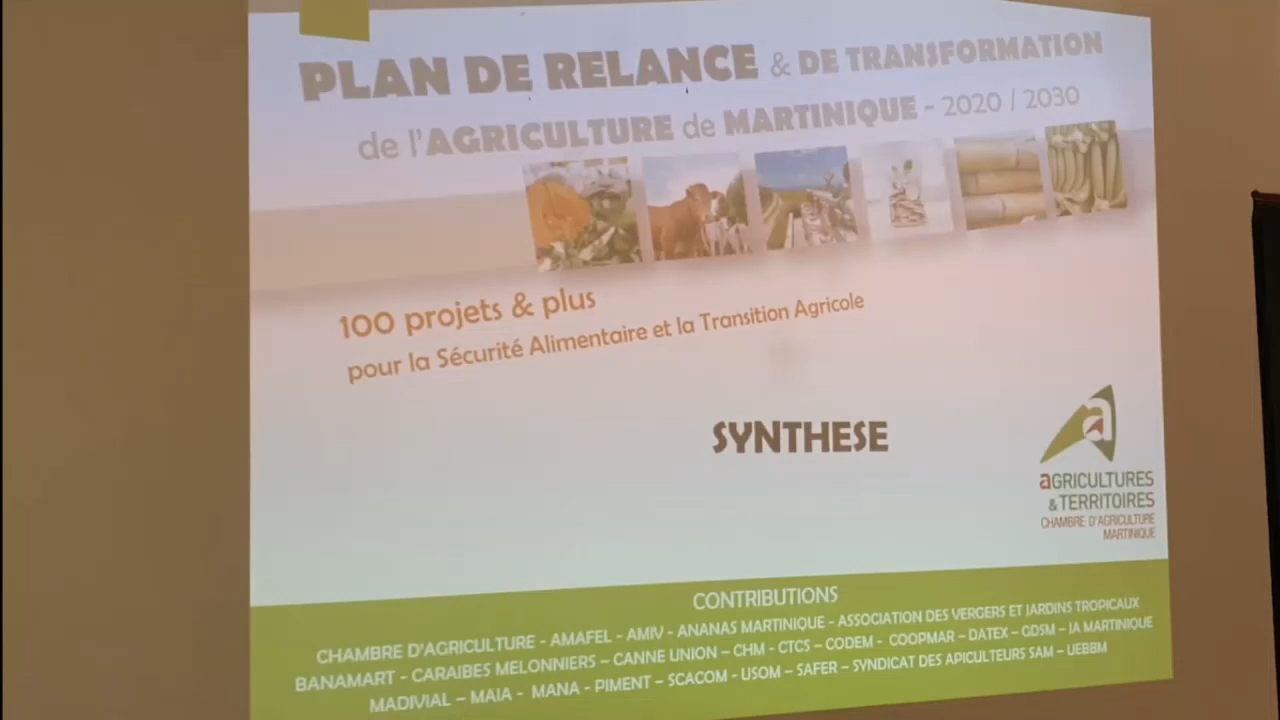 PLAN DE RELANCE & DE TRANSFORMATION
de l'AGRICULTURE de MARTINIQUE - 2020 / 2030
100 projets & plus
pour la Sécurité Alimentaire et la Transition Agricole
SYNTHESE
a
aGRICULTURES
& TERRITOIRES
CHAMBRE D'AGRICULTURE
MARTINIQUE
CONTRIBUTIONS
CHAMBRE D'AGRICULTURE - AMAFEL - AMIV - ANANAS MARTINIQUE - ASSOCIATION DES VERGERS ET JARDINS TROPICAUX
BANAMART - CARAIBES MELONNIERS – CANNE UNION – CHM - CTCS – CODEM - COOPMAR – DATEX – GDSM – JA MARTINIQUE
MADIVIAL – MAIA - MANA - PIMENT – SCACOM - USOM – SAFER – SYNDICAT DES APICULTEURS SAM – UEBBM